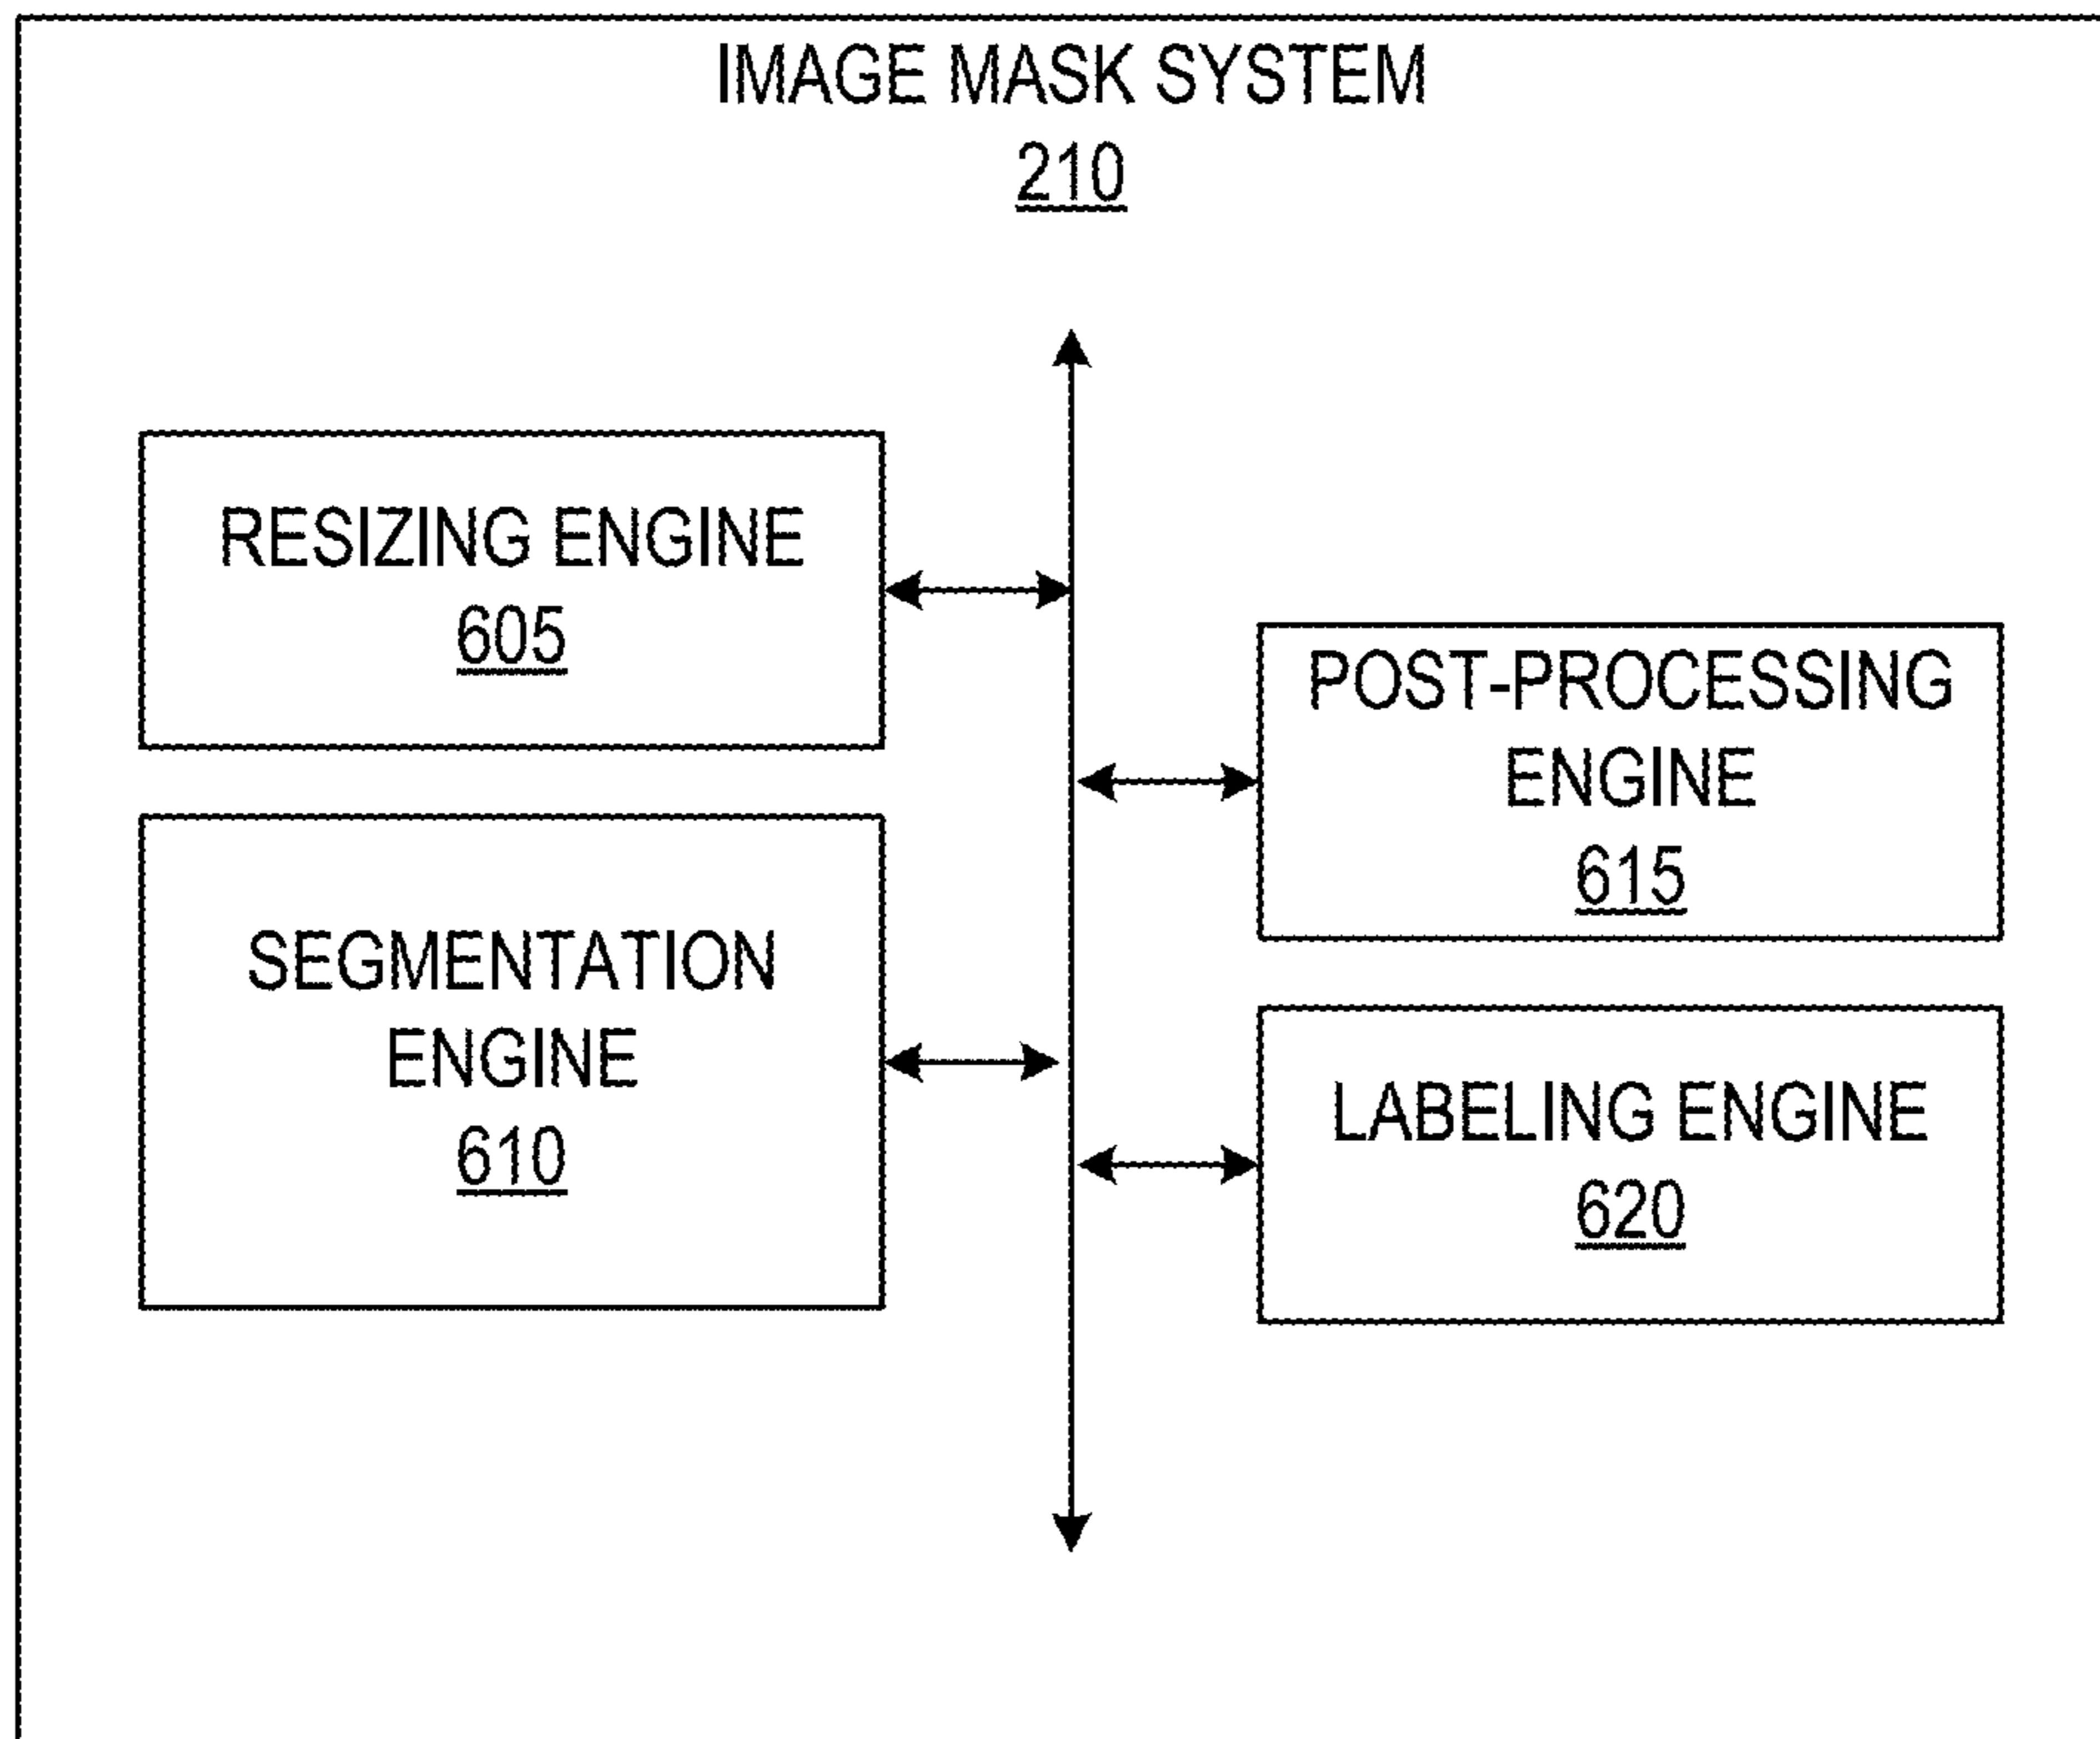 IMAGE MASK SYSTEM
210
RESIZING ENGINE
605
SEGMENTATION
ENGINE
610
POST-PROCESSING
ENGINE
615
LABELING ENGINE
620